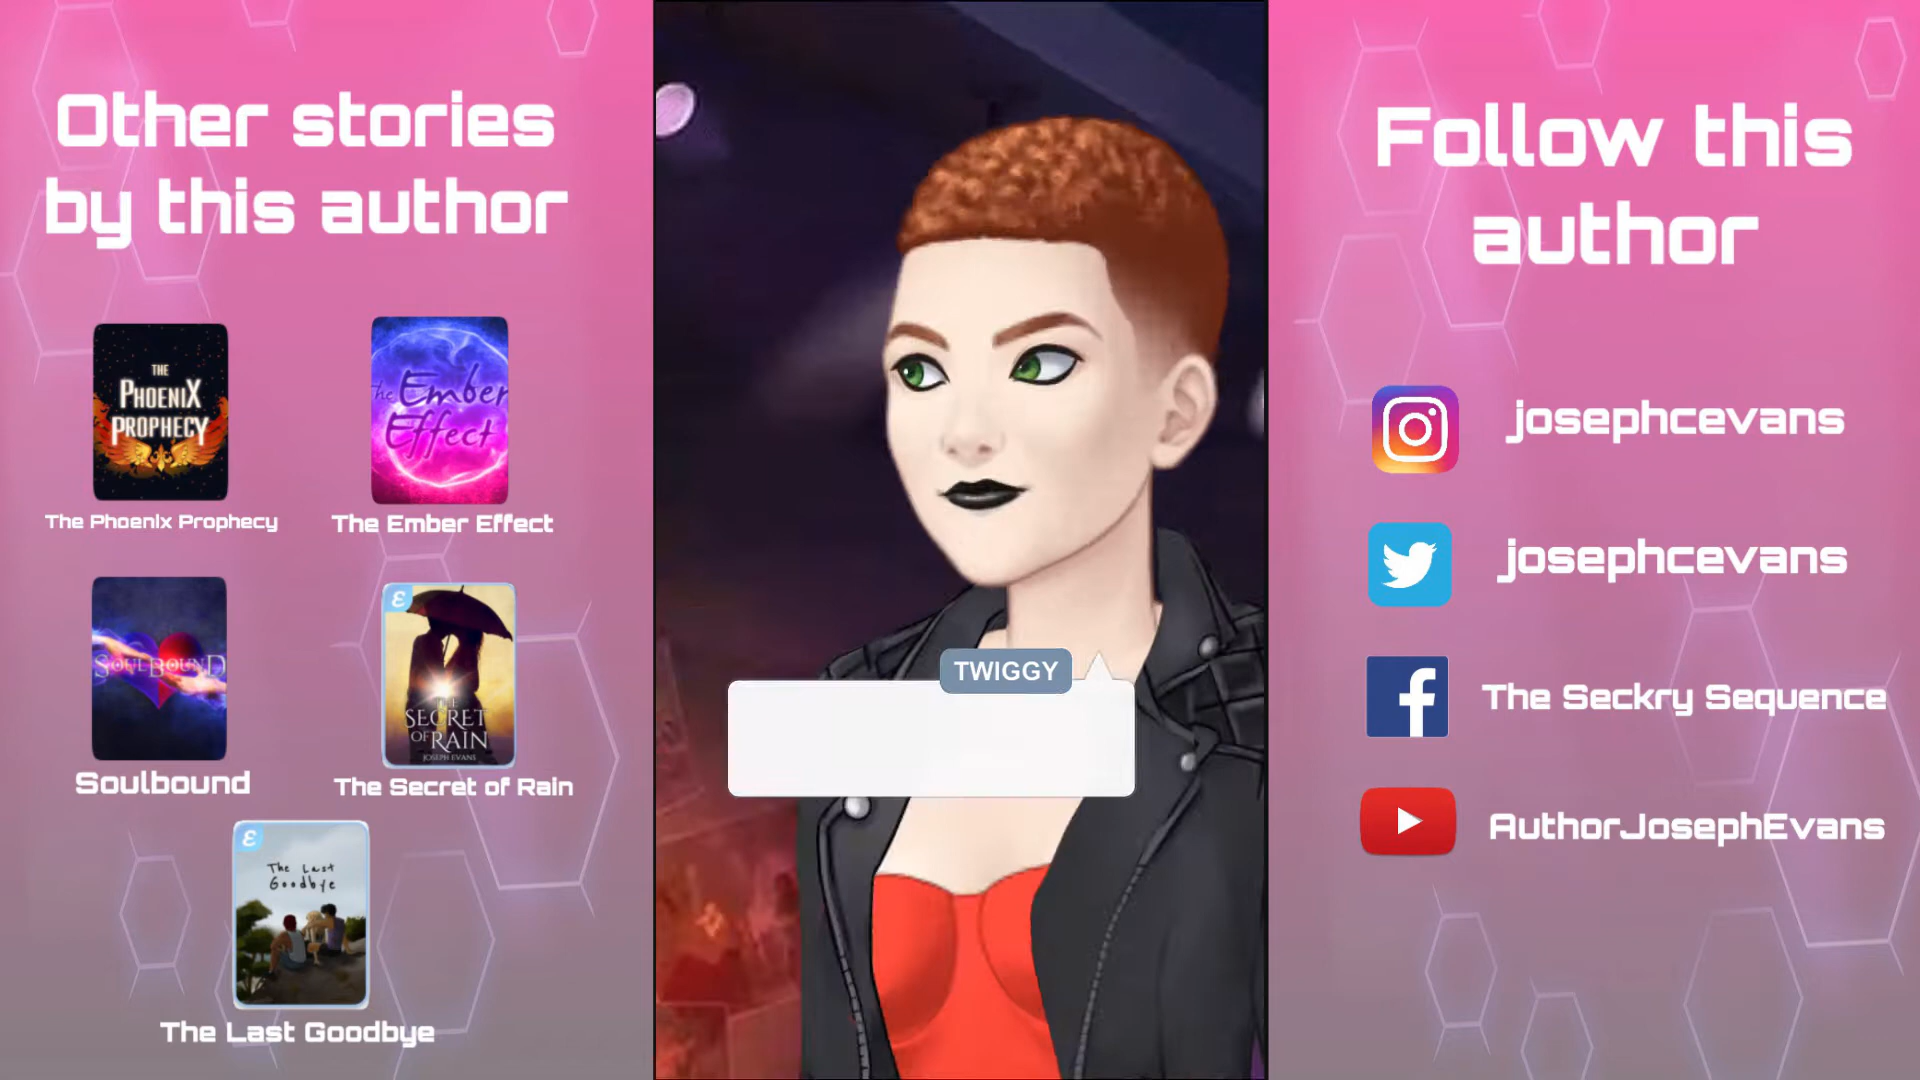 Other stories
by this author
THE
PHOENIX
PROPHECY
The Phoenix Prophecy
The Ember
Effect
The Ember Effect
SOULBOUND
Soulbound
THE
SECRET
OF RAIN
JOSEPH EVANS
The Secret of Rain
The Last
Goodbye
The Last Goodbye
TWIGGY
Follow this
author
josephcevans
josephcevans
The Seckry Sequence
AuthorJosephEvans